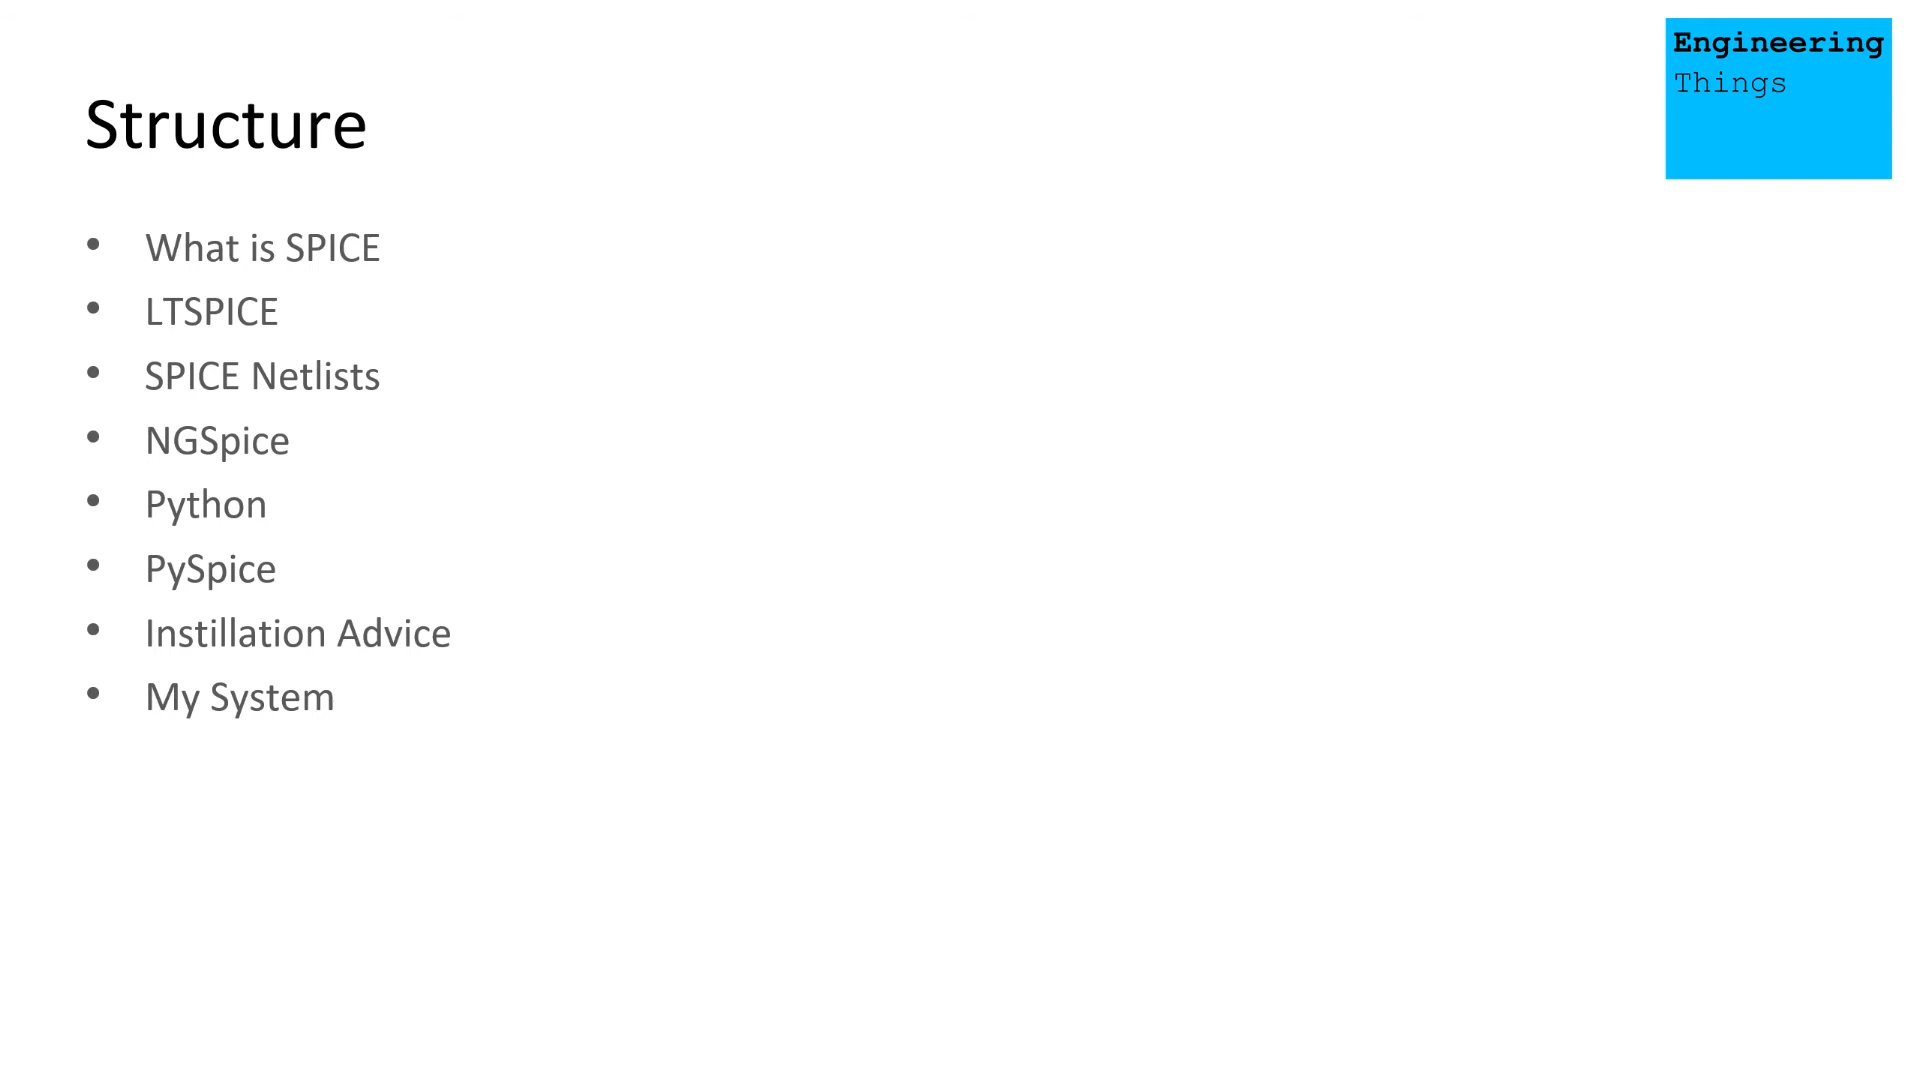 Engineering
Things
Structure
• What is SPICE
• LTSPICE
• SPICE Netlists
• NGSpice
• Python
• PySpice
• Instillation Advice
• My System